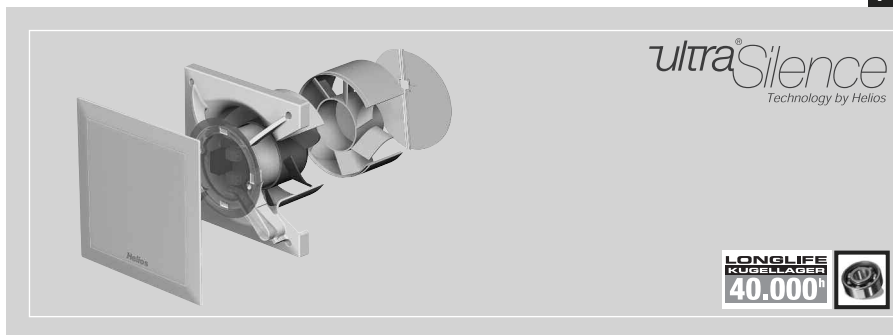 ultra®Silence
Technology by Helios
Helios
LONGLIFE
KUGELLAGER
40.000h